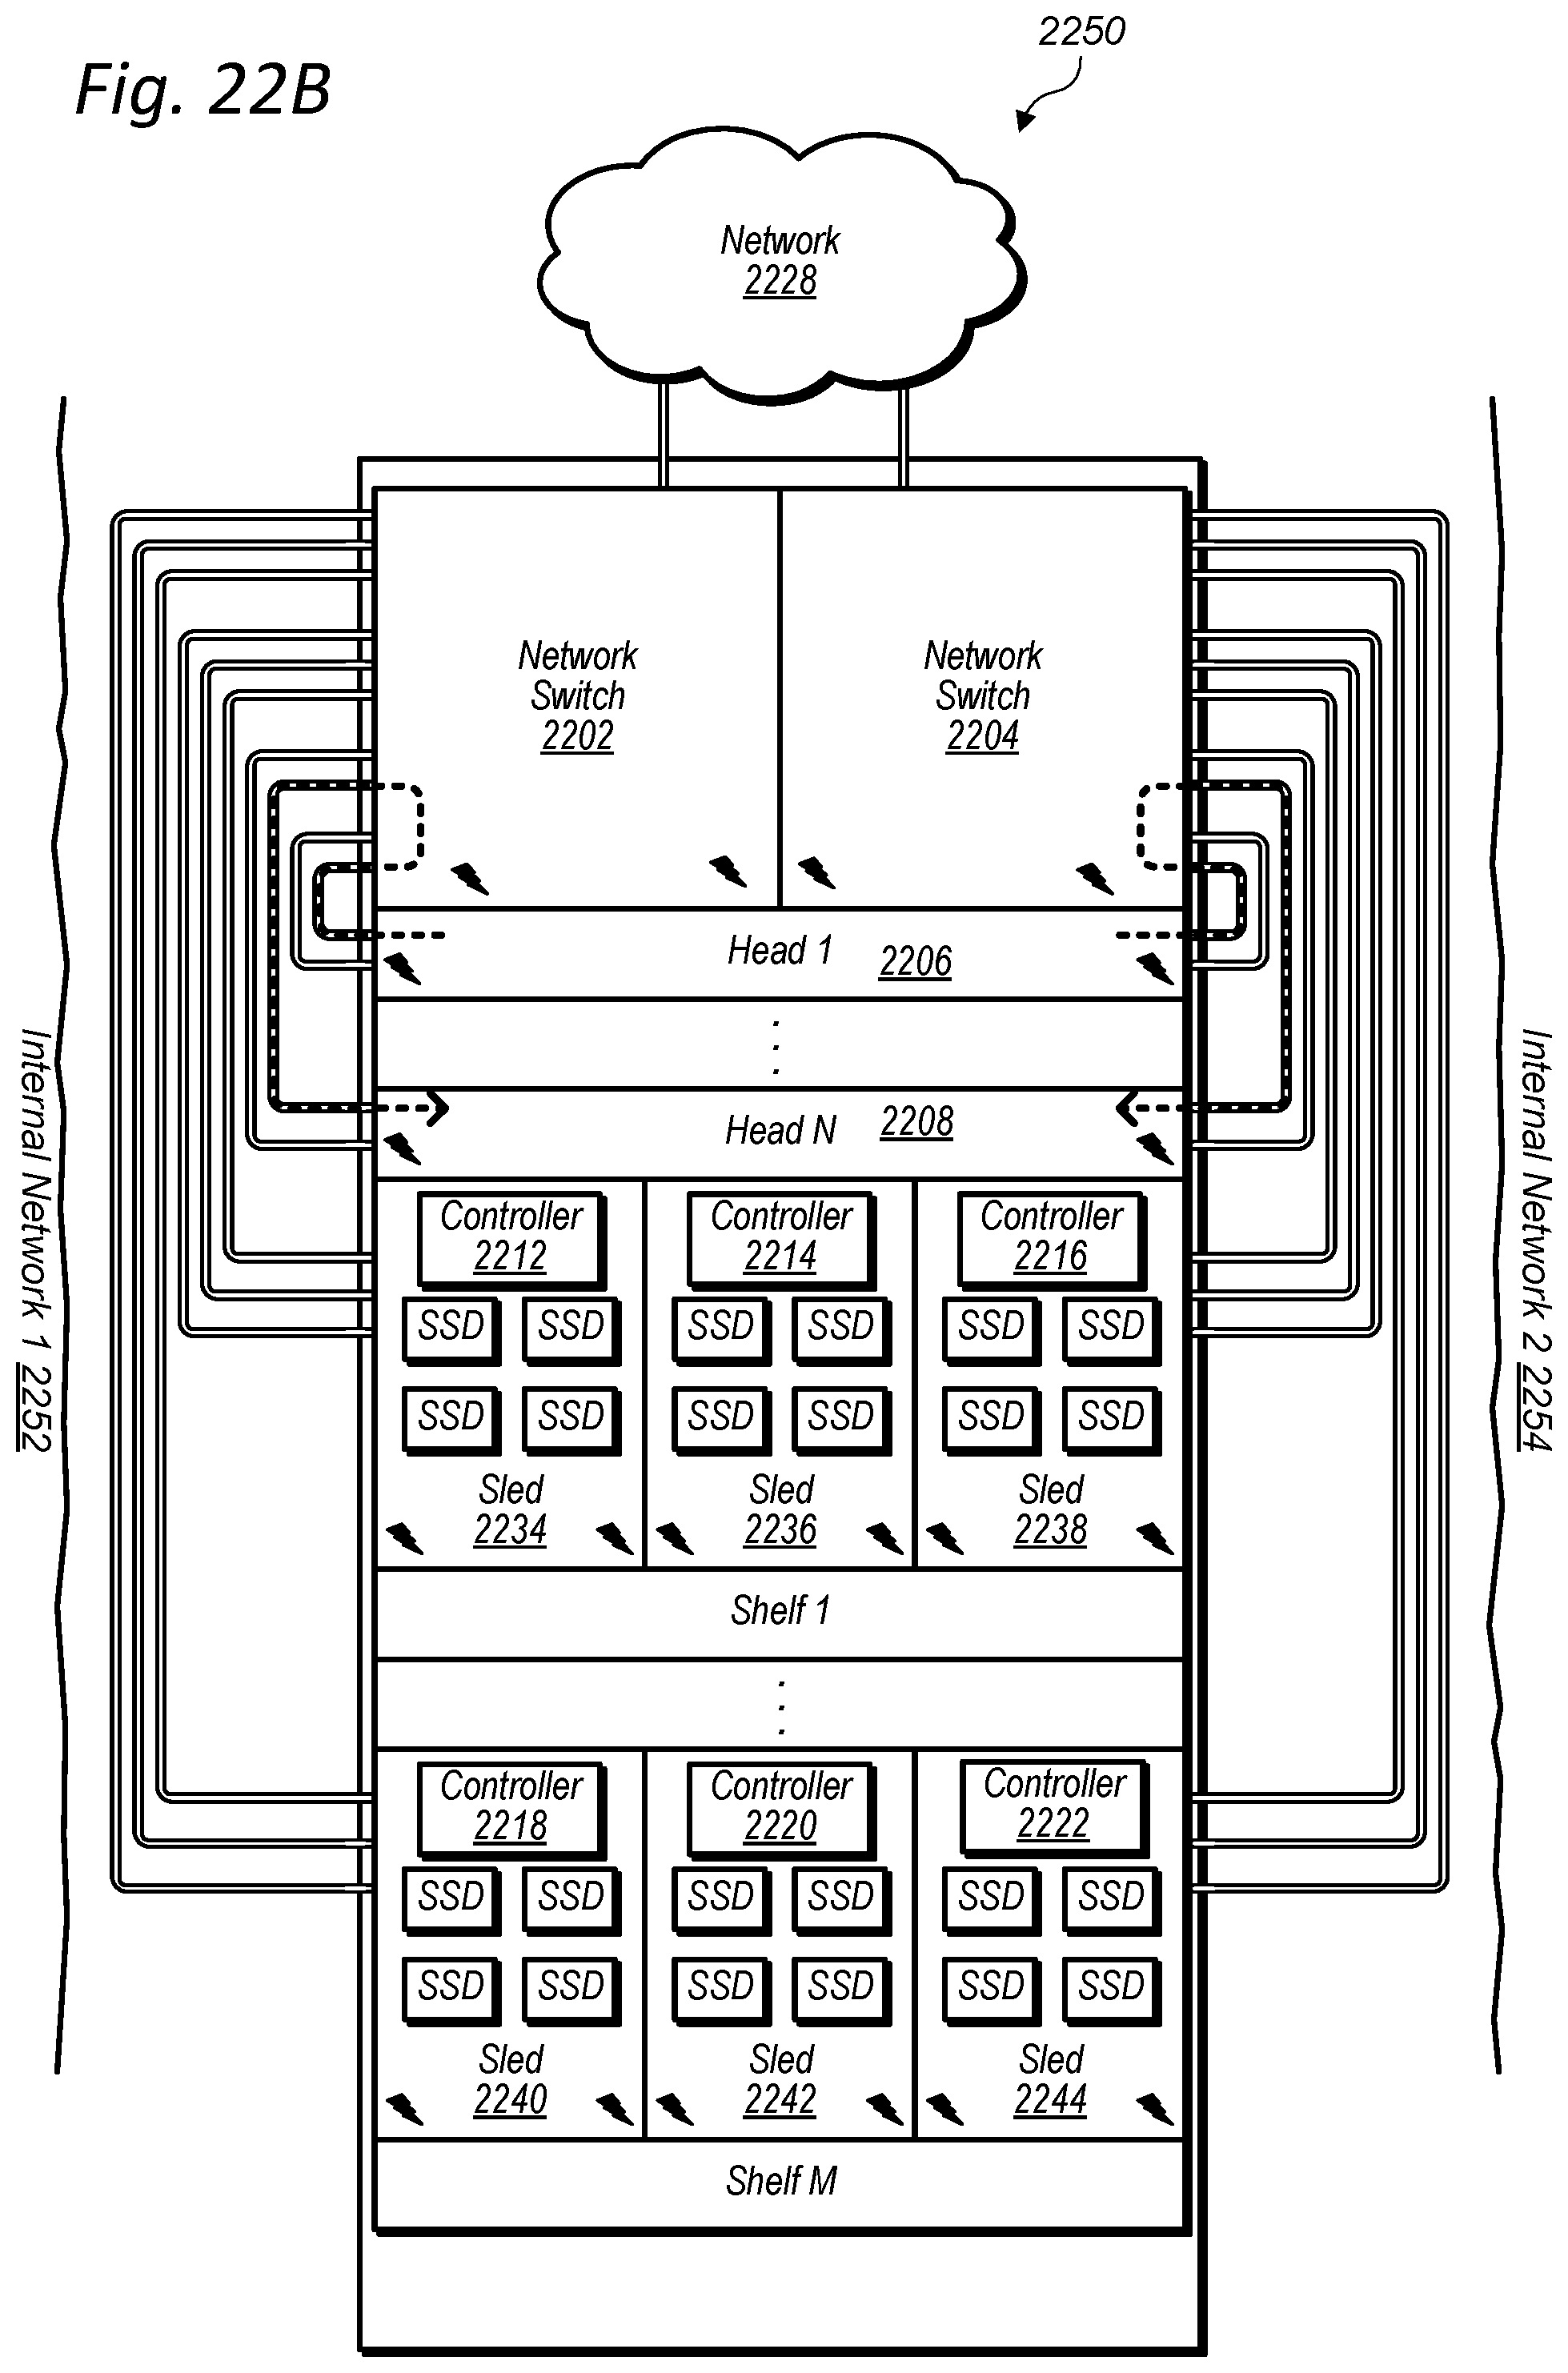 Fig. 22B
2250
Network
2228
Network
Switch
2202
Network
Switch
2204
Head 1 2206
Head N 2208
Internal Network 1 2252
Internal Network 2 2254
Controller
2212
Controller
2214
Controller
2216
SSD SSD SSD SSD SSD SSD
SSD SSD SSD SSD SSD SSD
Sled
2234
Sled
2236
Sled
2238
Shelf 1
Controller
2218
Controller
2220
Controller
2222
SSD SSD SSD SSD SSD SSD
SSD SSD SSD SSD SSD SSD
Sled
2240
Sled
2242
Sled
2244
Shelf M